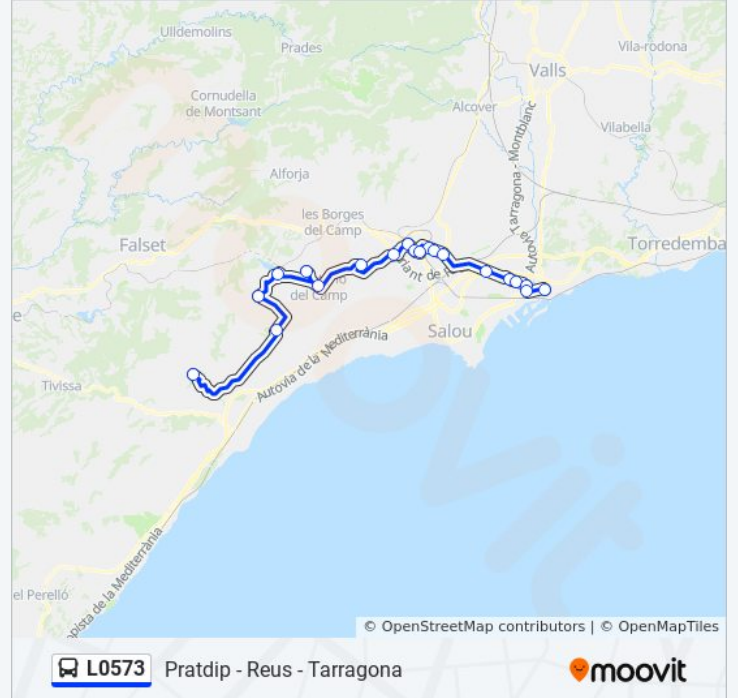 Ulldemolins
Prades
Vila-rodona
Valls
Cornudella
de Montsant
Alcover
Vilabella
Alforja
Tarragona - Montblanc
les Borges
del Camp
Falset
Torredemba
Auto
del Camp
Salou
Autovia de la Mediterrània
Tivissa
el Perelló
opista de la Mediterrània
© OpenStreetMap contributors | © OpenMapTiles
L0573 Pratdip - Reus - Tarragona
moovit